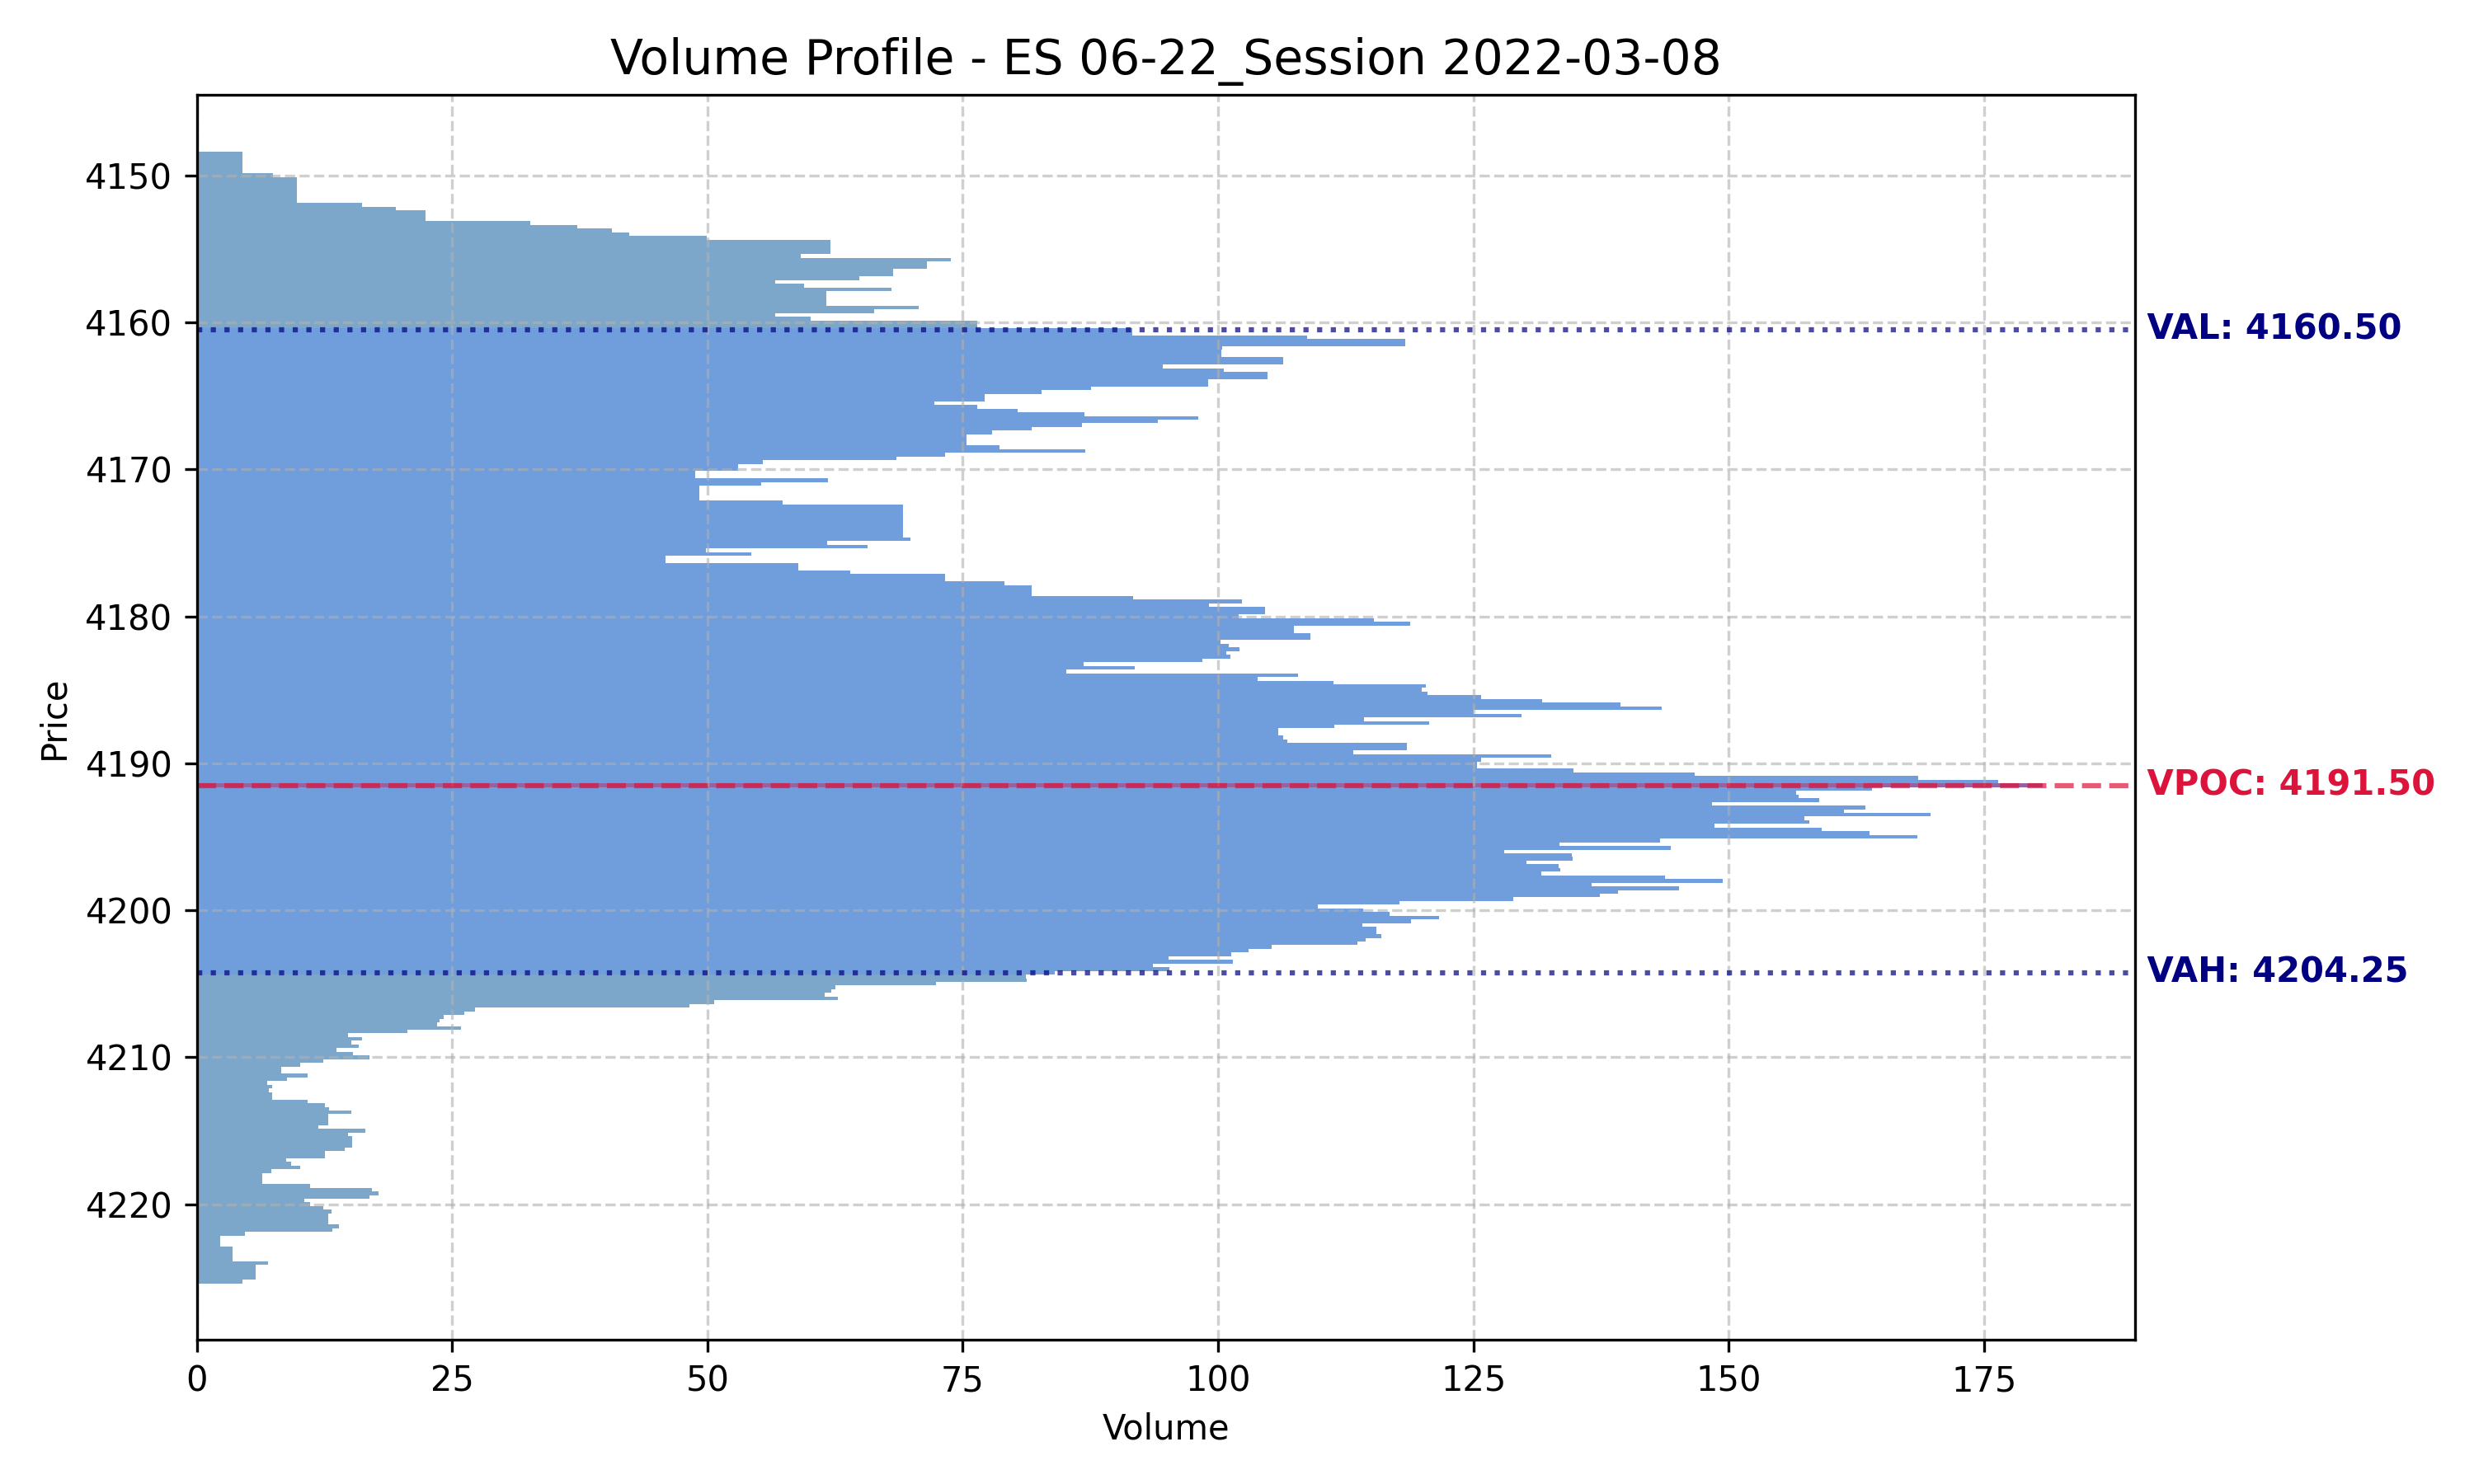 Volume Profile - ES 06-22_Session 2022-03-08
4150
4160
VAL: 4160.50
4170
4180
Price
4190
VPOC: 4191.50
4200
VAH: 4204.25
4210
4220
0 25 50 75 100 125 150 175
Volume